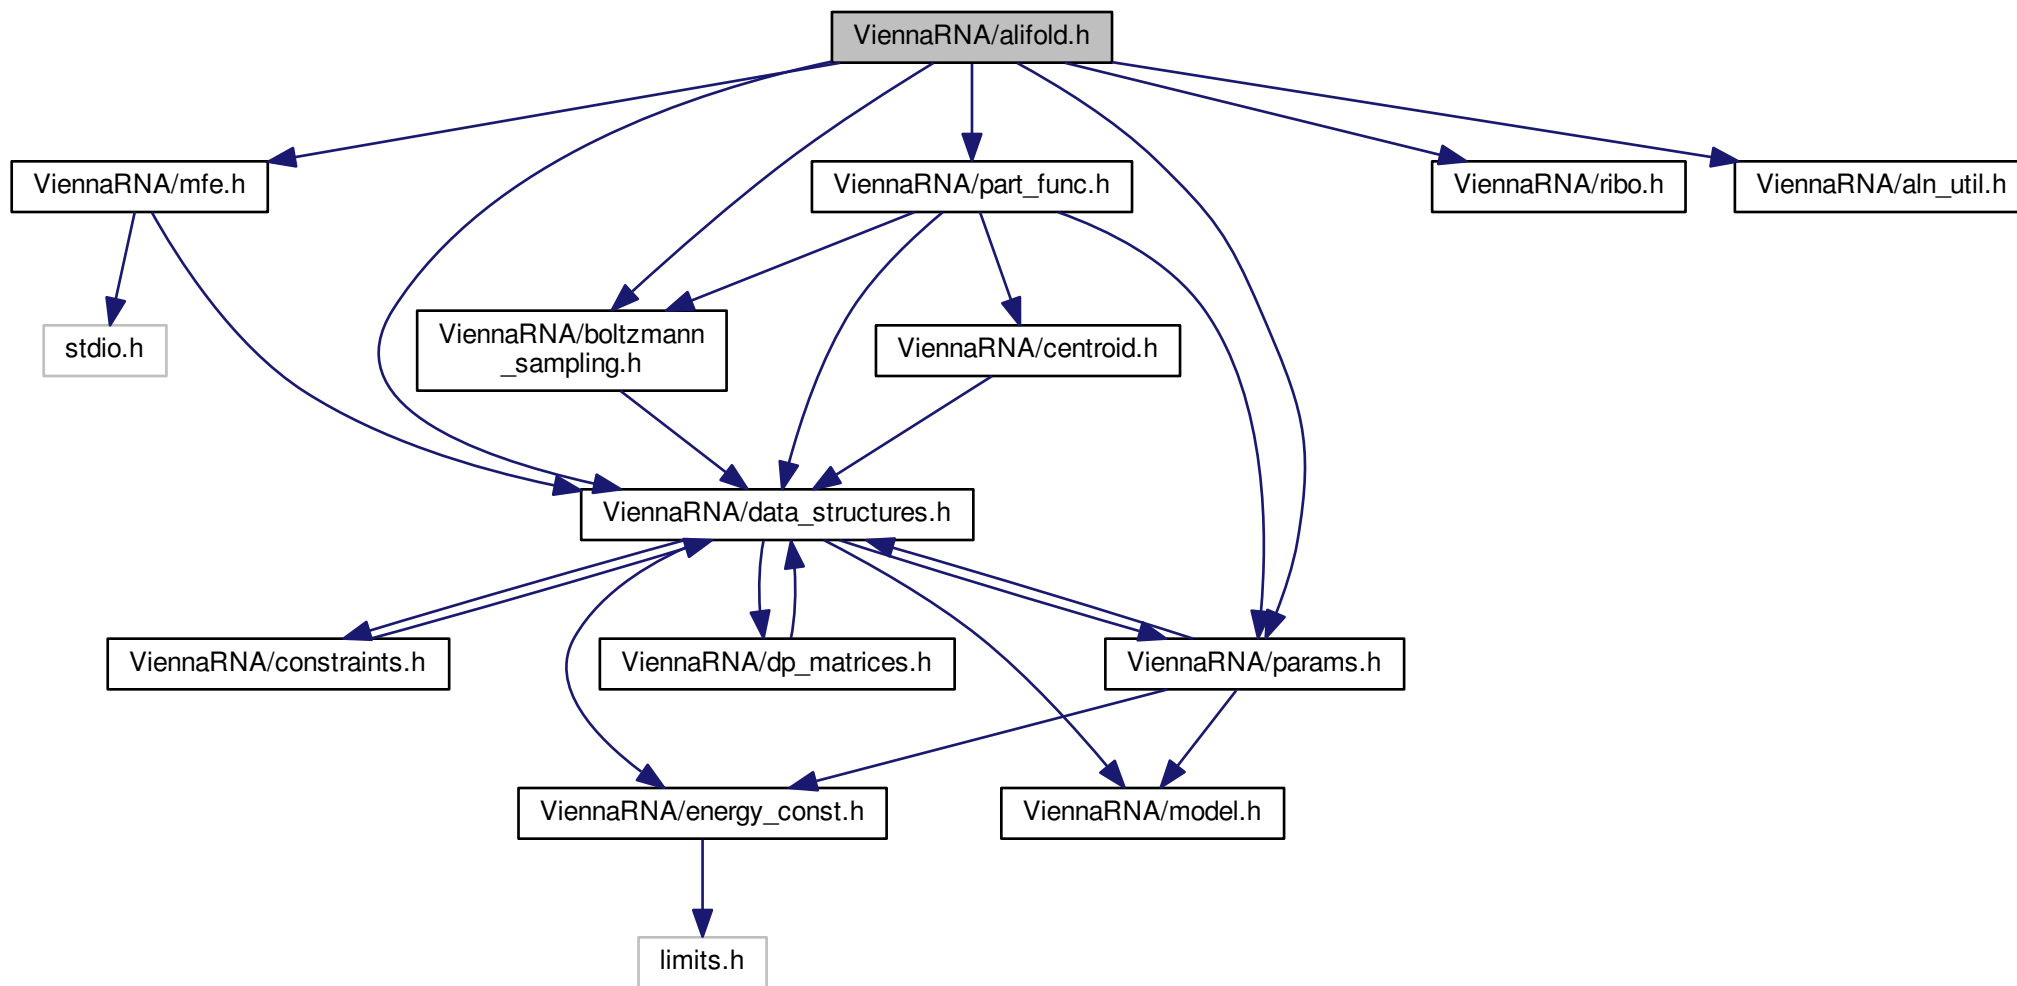 ViennaRNA/alifold.h
ViennaRNA/mfe.h
ViennaRNA/part_func.h
ViennaRNA/ribo.h
ViennaRNA/aln_util.h
stdio.h
ViennaRNA/boltzmann
_sampling.h
ViennaRNA/centroid.h
ViennaRNA/data_structures.h
ViennaRNA/constraints.h
ViennaRNA/dp_matrices.h
ViennaRNA/params.h
ViennaRNA/energy_const.h
ViennaRNA/model.h
limits.h